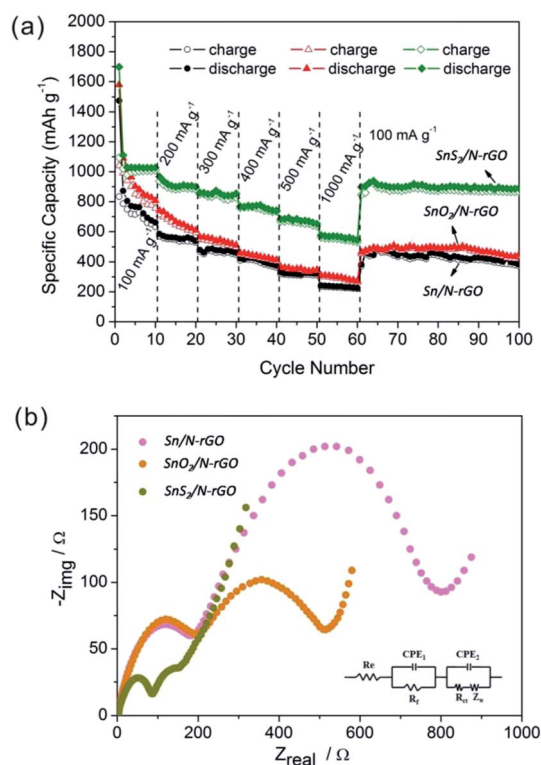 (a)
charge charge charge
discharge discharge discharge
Specific Capacity (mAh g⁻¹)
1800
1600
1400
1200
1000
800
600
400
200
0
100 mA g⁻¹
200 mA g⁻¹
300 mA g⁻¹
400 mA g⁻¹
500 mA g⁻¹
1000 mA g⁻¹
100 mA g⁻¹
SnS₂/N-rGO
SnO₂/N-rGO
Sn/N-rGO
0 10 20 30 40 50 60 70 80 90 100
Cycle Number
(b)
Sn/N-rGO
SnO₂/N-rGO
SnS₂/N-rGO
-Zimg / Ω
200
150
100
50
0
Re CPE₁ Rf CPE₂ Rct Zw
0 200 400 600 800 1000
Zreal / Ω